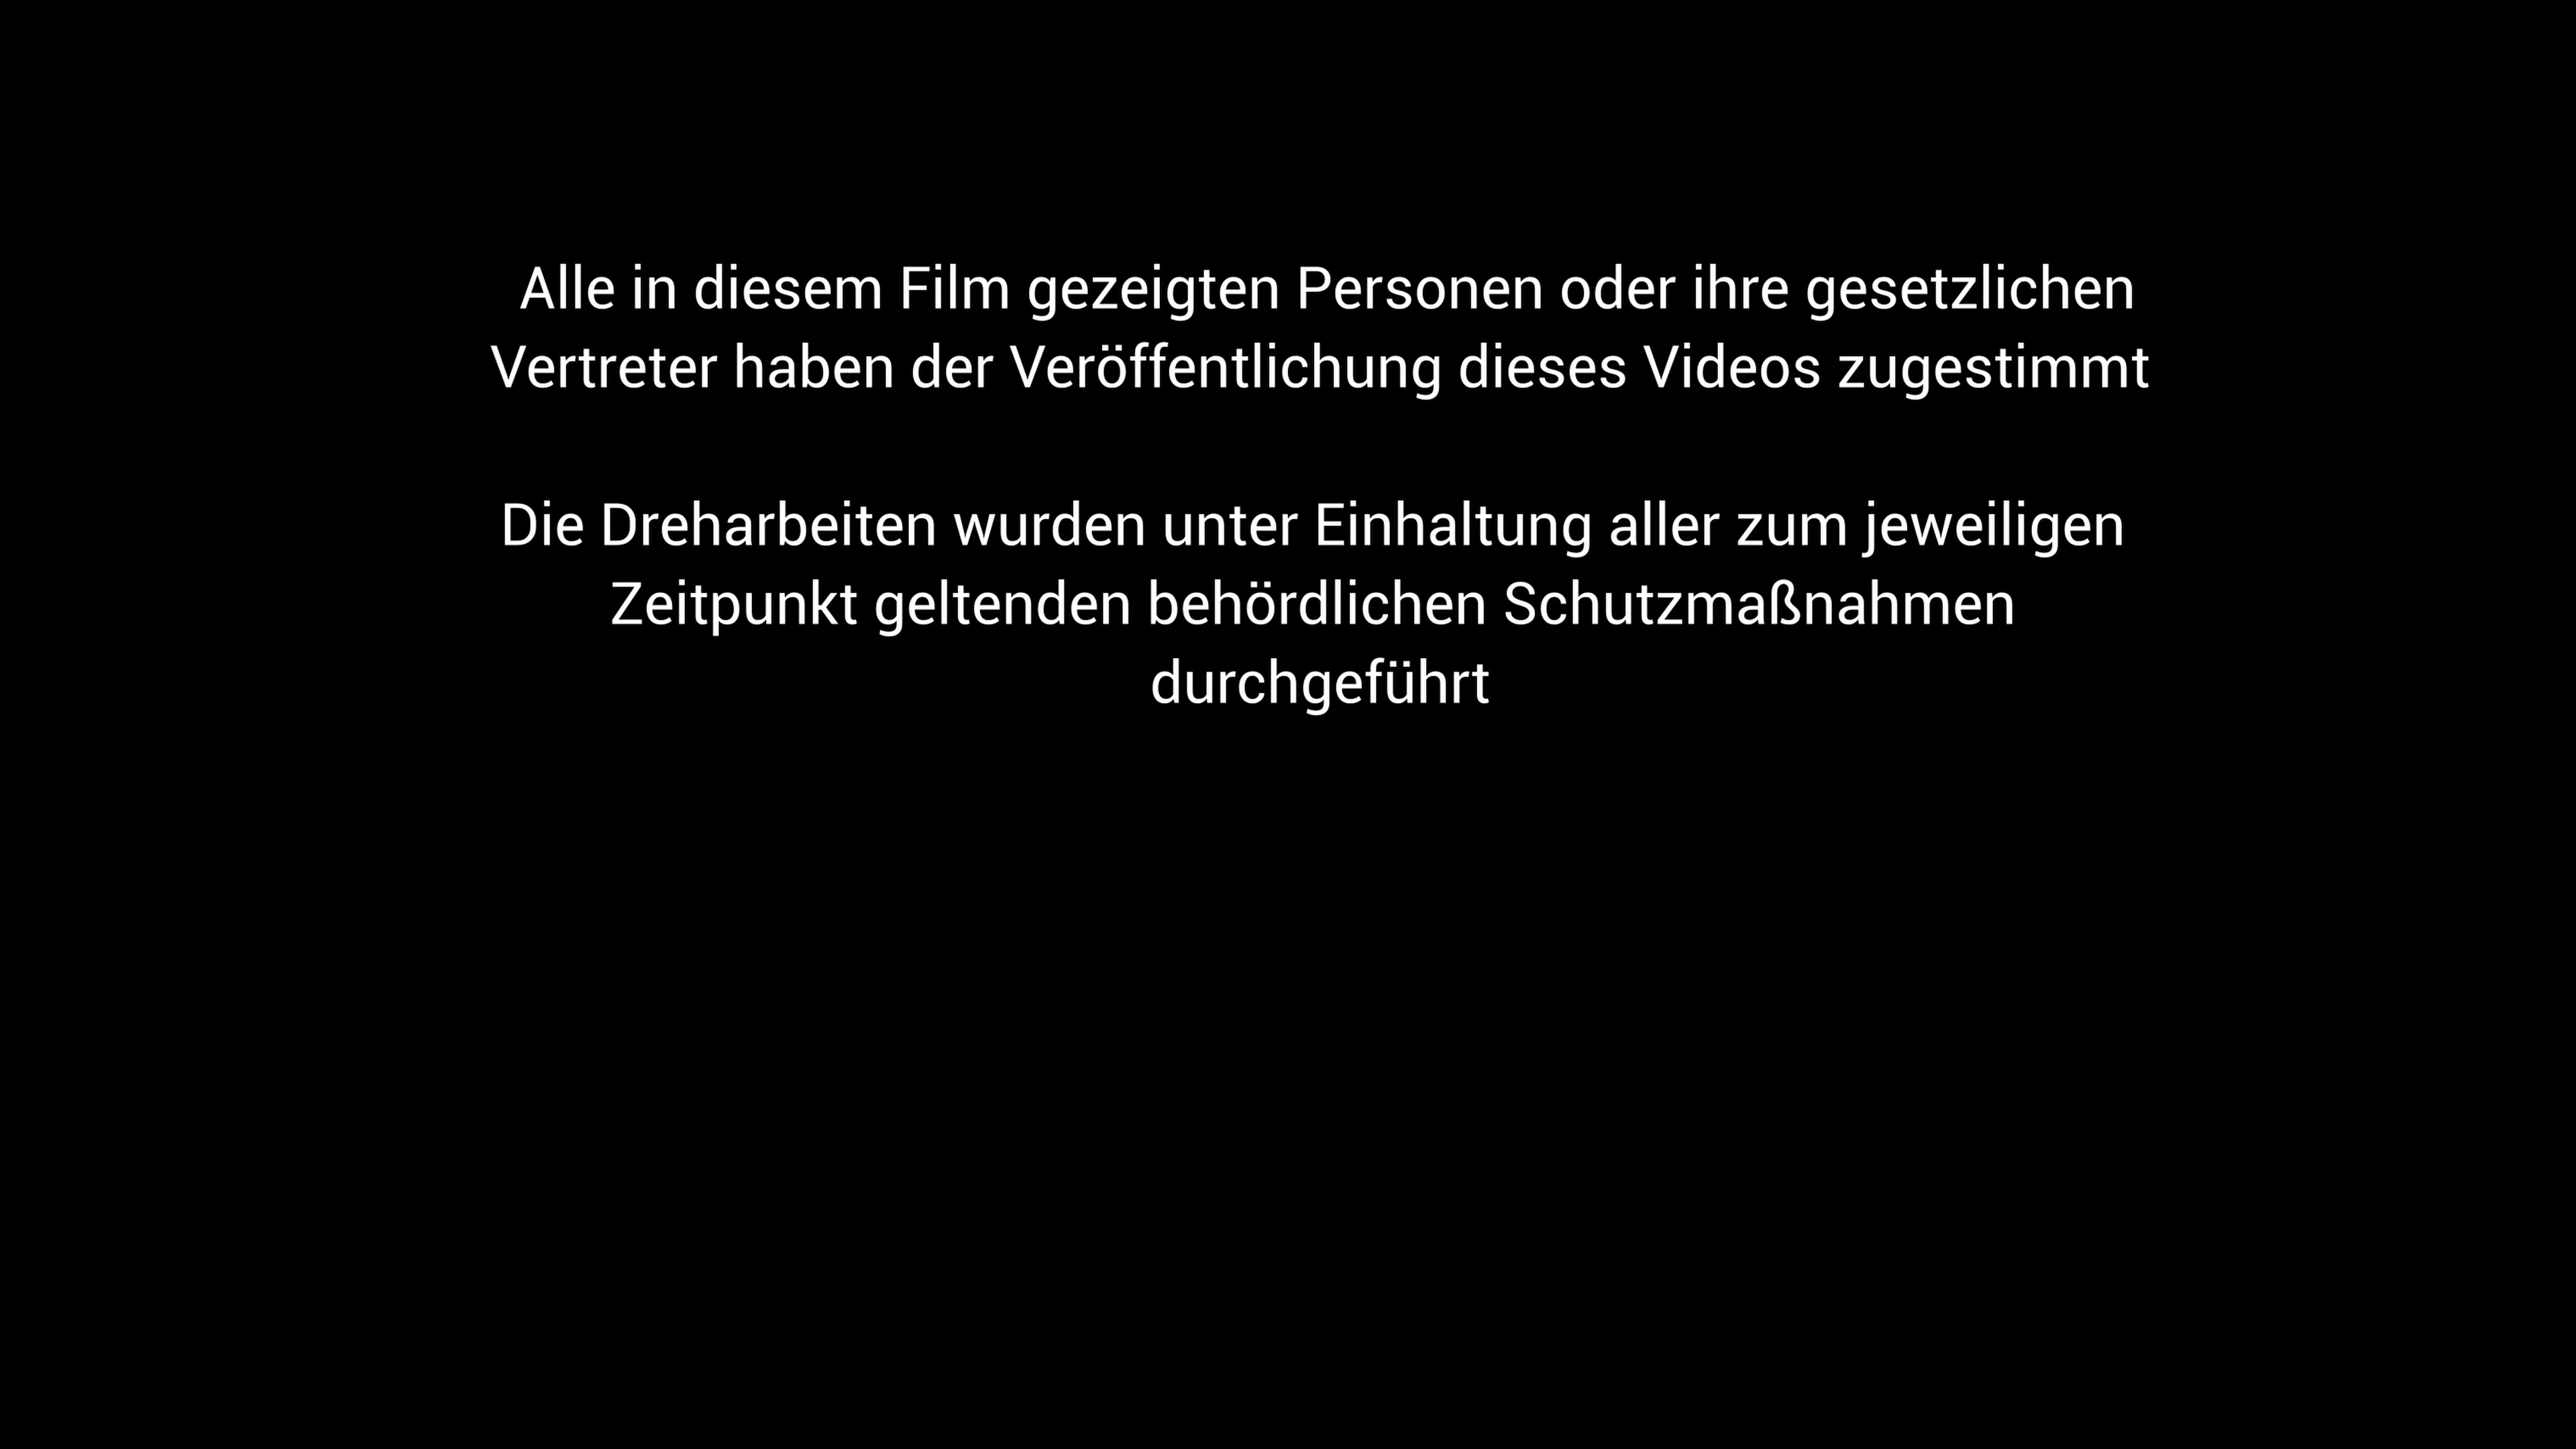 Alle in diesem Film gezeigten Personen oder ihre gesetzlichen
Vertreter haben der Veröffentlichung dieses Videos zugestimmt
Die Dreharbeiten wurden unter Einhaltung aller zum jeweiligen
Zeitpunkt geltenden behördlichen Schutzmaßnahmen
durchgeführt